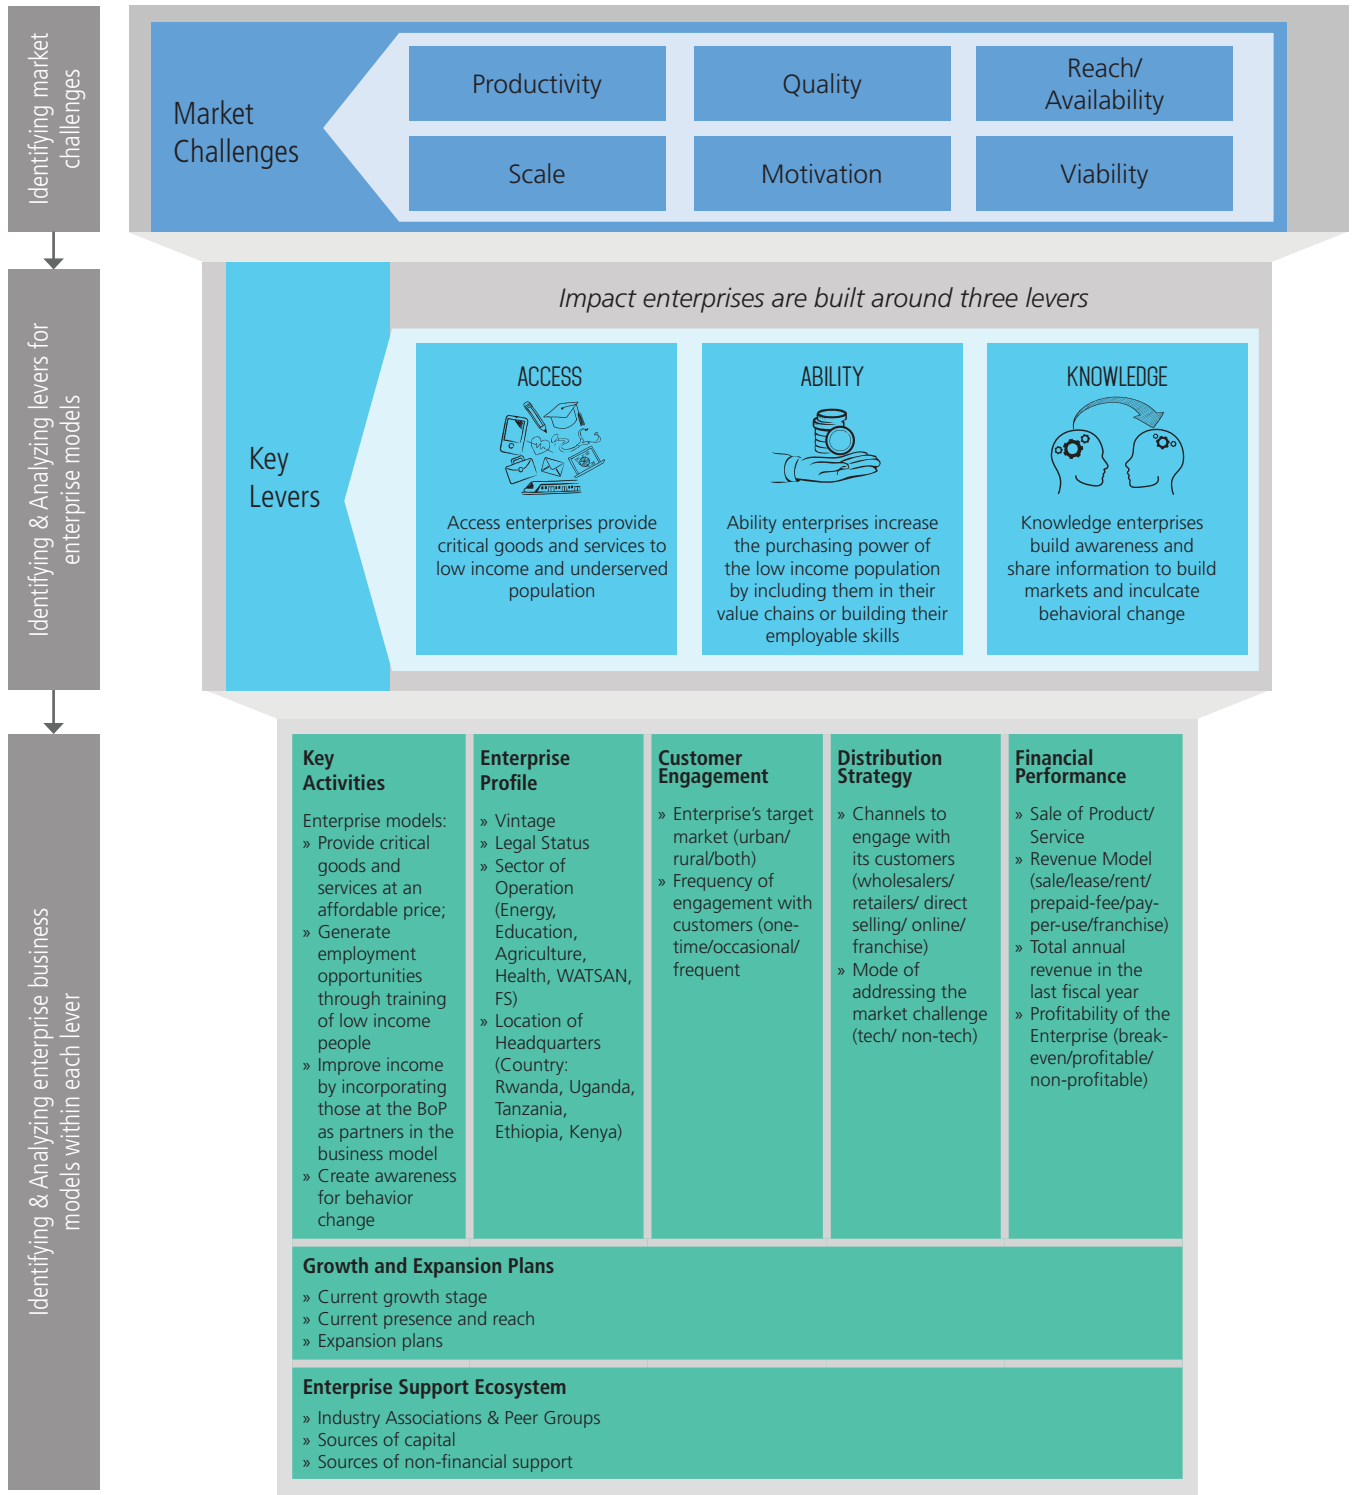 Identifying market
challenges
Market
Challenges
Productivity
Quality
Reach/
Availability
Scale
Motivation
Viability
Identifying & Analyzing levers for
enterprise models
Impact enterprises are built around three levers
Key
Levers
ACCESS
Access enterprises provide
critical goods and services to
low income and underserved
population
ABILITY
Ability enterprises increase
the purchasing power of
the low income population
by including them in their
value chains or building their
employable skills
KNOWLEDGE
Knowledge enterprises
build awareness and
share information to build
markets and inculcate
behavioral change
Identifying & Analyzing enterprise business
models within each lever
Key
Activities
Enterprise models:
» Provide critical
goods and
services at an
affordable price;
» Generate
employment
opportunities
through training
of low income
people
» Improve income
by incorporating
those at the BoP
as partners in the
business model
» Create awareness
for behavior
change
Enterprise
Profile
» Vintage
» Legal Status
» Sector of
Operation
(Energy,
Education,
Agriculture,
Health, WATSAN,
FS)
» Location of
Headquarters
(Country:
Rwanda, Uganda,
Tanzania,
Ethiopia, Kenya)
Customer
Engagement
» Enterprise’s target
market (urban/
rural/both)
» Frequency of
engagement with
customers (one-
time/occasional/
frequent
Distribution
Strategy
» Channels to
engage with
its customers
(wholesalers/
retailers/ direct
selling/ online/
franchise)
» Mode of
addressing the
market challenge
(tech/ non-tech)
Financial
Performance
» Sale of Product/
Service
» Revenue Model
(sale/lease/rent/
prepaid-fee/pay-
per-use/franchise)
» Total annual
revenue in the
last fiscal year
» Profitability of the
Enterprise (break-
even/profitable/
non-profitable)
Growth and Expansion Plans
» Current growth stage
» Current presence and reach
» Expansion plans
Enterprise Support Ecosystem
» Industry Associations & Peer Groups
» Sources of capital
» Sources of non-financial support